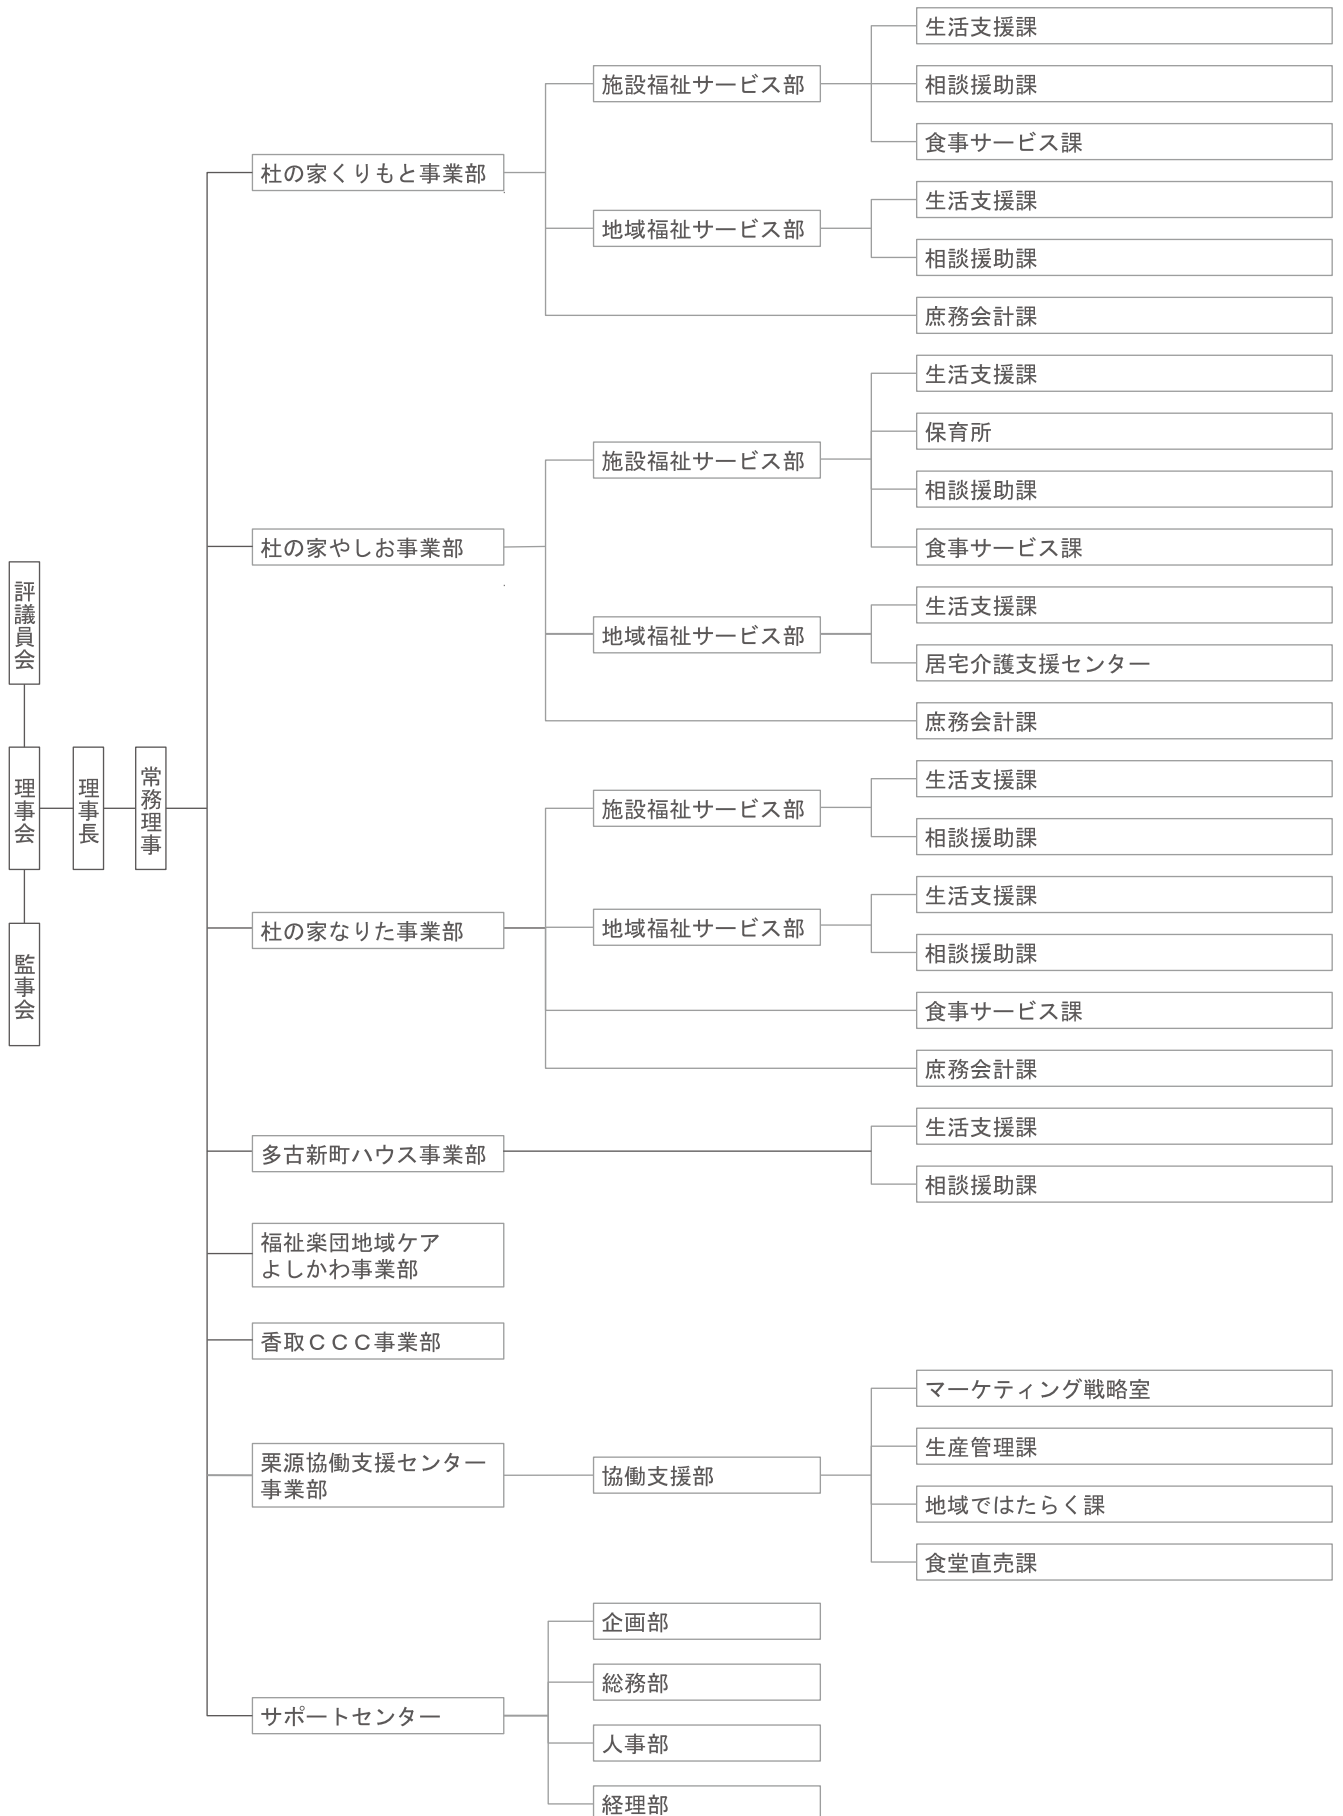 評議員会
理事会
監事会
理事長
常務理事
杜の家くりもと事業部
施設福祉サービス部
生活支援課
相談援助課
食事サービス課
地域福祉サービス部
生活支援課
相談援助課
庶務会計課
杜の家やしお事業部
施設福祉サービス部
生活支援課
保育所
相談援助課
食事サービス課
地域福祉サービス部
生活支援課
居宅介護支援センター
庶務会計課
杜の家なりた事業部
施設福祉サービス部
生活支援課
相談援助課
地域福祉サービス部
生活支援課
相談援助課
食事サービス課
庶務会計課
多古新町ハウス事業部
生活支援課
相談援助課
福祉楽団地域ケア
よしかわ事業部
香取ＣＣＣ事業部
栗源協働支援センター
事業部
協働支援部
マーケティング戦略室
生産管理課
地域ではたらく課
食堂直売課
サポートセンター
企画部
総務部
人事部
経理部